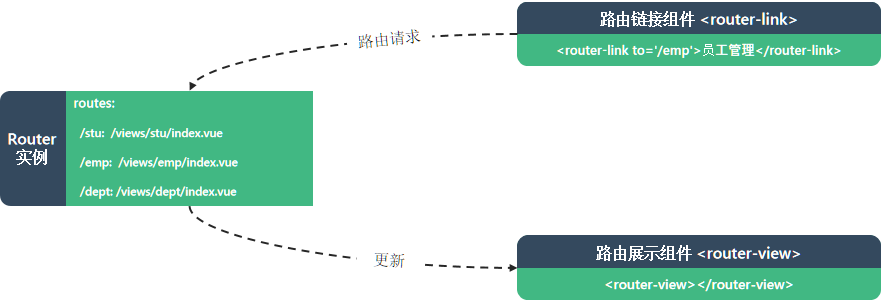 路由链接组件 <router-link>
<router-link to='/emp'>员工管理</router-link>
路由请求
Router
实例
routes:
/stu: /views/stu/index.vue
/emp: /views/emp/index.vue
/dept: /views/dept/index.vue
更新
路由展示组件 <router-view>
<router-view></router-view>